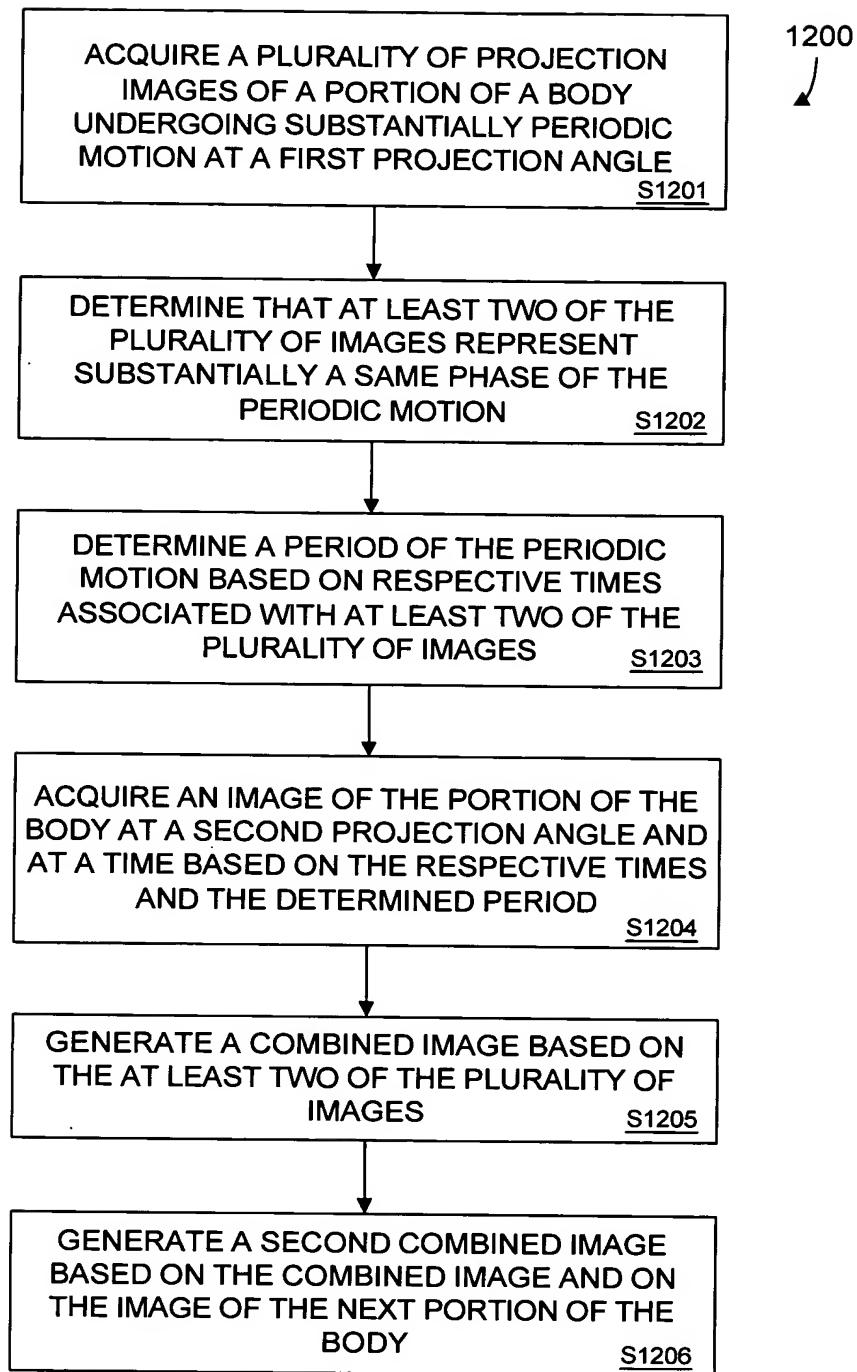 1200
ACQUIRE A PLURALITY OF PROJECTION
IMAGES OF A PORTION OF A BODY
UNDERGOING SUBSTANTIALLY PERIODIC
MOTION AT A FIRST PROJECTION ANGLE
S1201
DETERMINE THAT AT LEAST TWO OF THE
PLURALITY OF IMAGES REPRESENT
SUBSTANTIALLY A SAME PHASE OF THE
PERIODIC MOTION
S1202
DETERMINE A PERIOD OF THE PERIODIC
MOTION BASED ON RESPECTIVE TIMES
ASSOCIATED WITH AT LEAST TWO OF THE
PLURALITY OF IMAGES
S1203
ACQUIRE AN IMAGE OF THE PORTION OF THE
BODY AT A SECOND PROJECTION ANGLE AND
AT A TIME BASED ON THE RESPECTIVE TIMES
AND THE DETERMINED PERIOD
S1204
GENERATE A COMBINED IMAGE BASED ON
THE AT LEAST TWO OF THE PLURALITY OF
IMAGES
S1205
GENERATE A SECOND COMBINED IMAGE
BASED ON THE COMBINED IMAGE AND ON
THE IMAGE OF THE NEXT PORTION OF THE
BODY
S1206